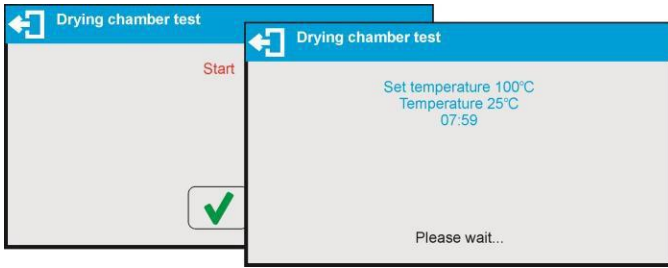 Drying chamber test
Start
Drying chamber test
Set temperature 100°C
Temperature 25°C
07:59
Please wait...